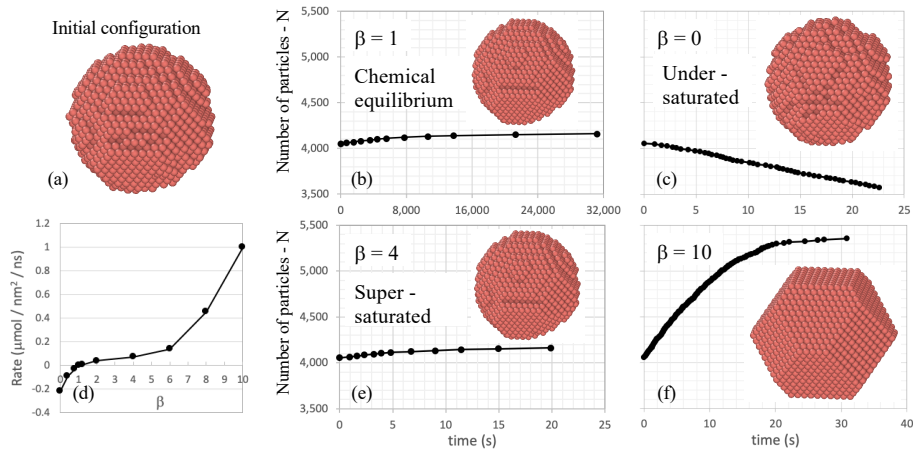 Initial configuration
(a)
Number of particles - N
5,500
5,000
4,500
4,000
3,500
β = 1
Chemical
equilibrium
(b)
0
8,000
16,000
24,000
32,000
β = 0
Under -
saturated
(c)
0
5
10
15
20
25
Rate (μmol / nm² / ns)
1.2
1
0.8
0.6
0.4
0.2
0
-0.2
-0.4
0
1
2
4
6
8
10
(d)
β
Number of particles - N
5,500
5,000
4,500
4,000
3,500
β = 4
Super -
saturated
(e)
0
5
10
15
20
25
time (s)
β = 10
(f)
0
10
20
30
40
time (s)